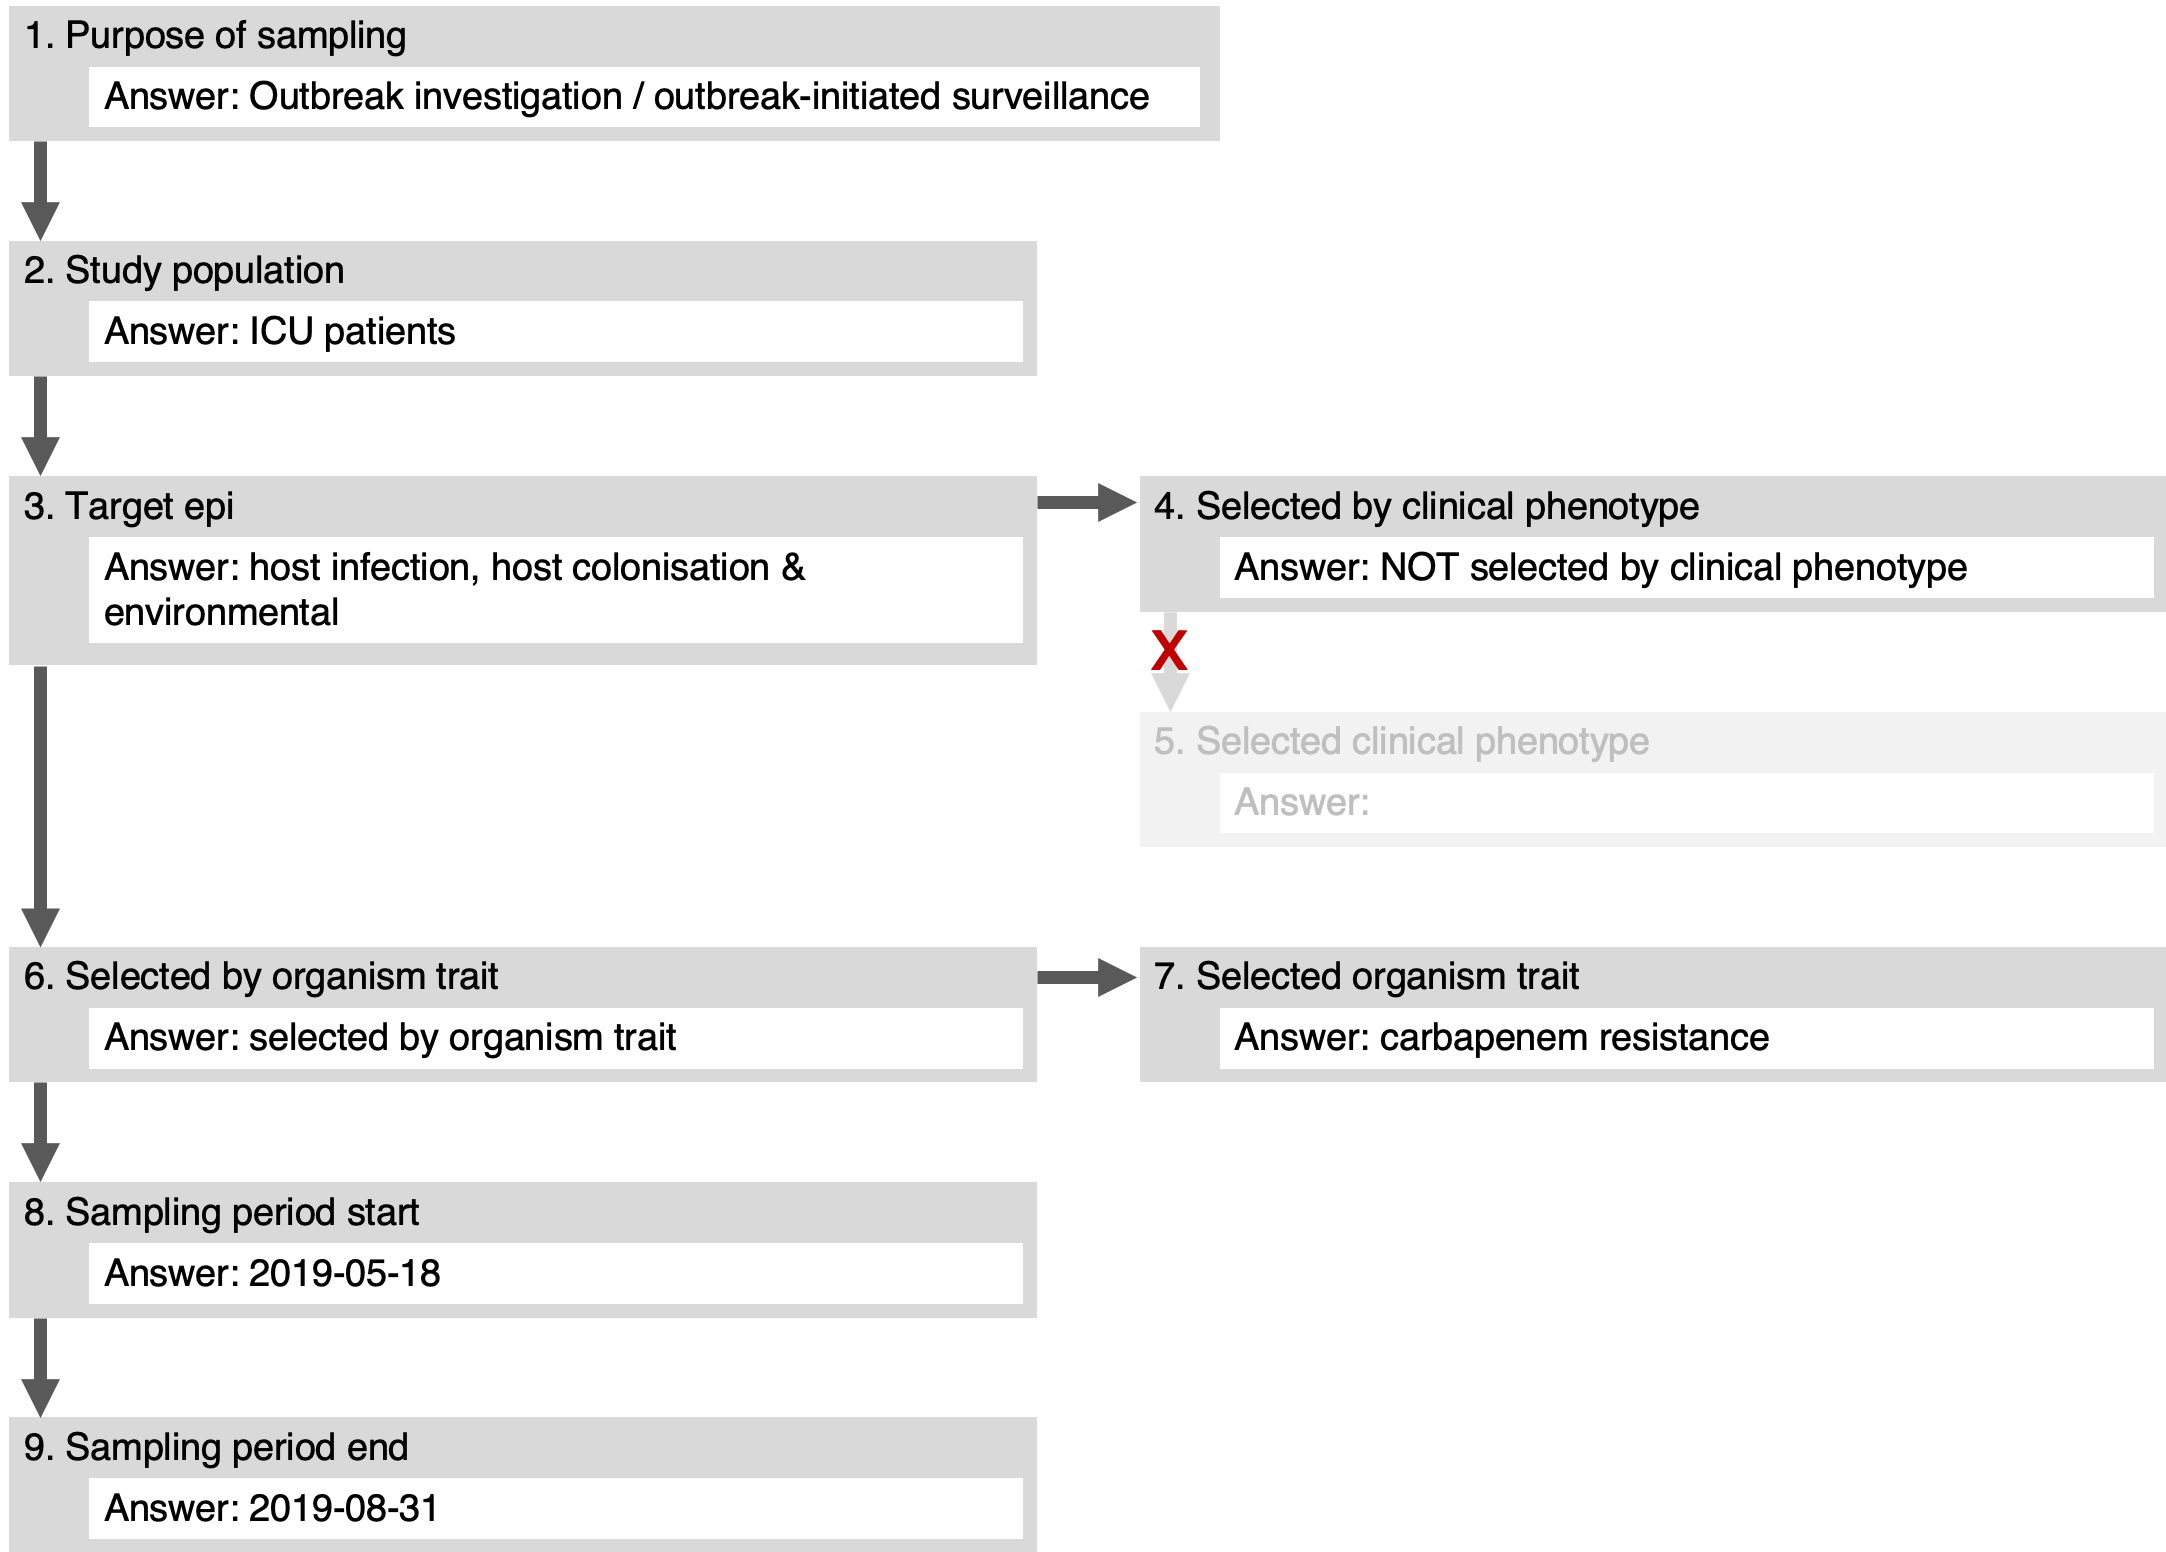 1. Purpose of sampling
Answer: Outbreak investigation / outbreak-initiated surveillance
2. Study population
Answer: ICU patients
3. Target epi
Answer: host infection, host colonisation &
environmental
4. Selected by clinical phenotype
Answer: NOT selected by clinical phenotype
X
5. Selected clinical phenotype
Answer:
6. Selected by organism trait
Answer: selected by organism trait
7. Selected organism trait
Answer: carbapenem resistance
8. Sampling period start
Answer: 2019-05-18
9. Sampling period end
Answer: 2019-08-31